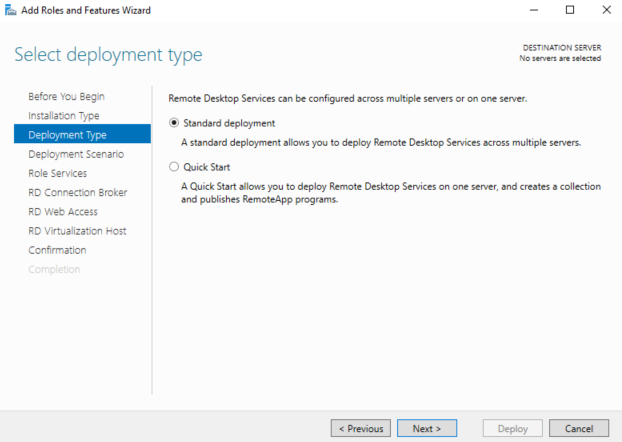 Add Roles and Features Wizard
Select deployment type
DESTINATION SERVER
No servers are selected
Before You Begin
Installation Type
Deployment Type
Deployment Scenario
Role Services
RD Connection Broker
RD Web Access
RD Virtualization Host
Confirmation
Completion
Remote Desktop Services can be configured across multiple servers or on one server.
Standard deployment
A standard deployment allows you to deploy Remote Desktop Services across multiple servers.
Quick Start
A Quick Start allows you to deploy Remote Desktop Services on one server, and creates a collection
and publishes RemoteApp programs.
< Previous
Next >
Deploy
Cancel